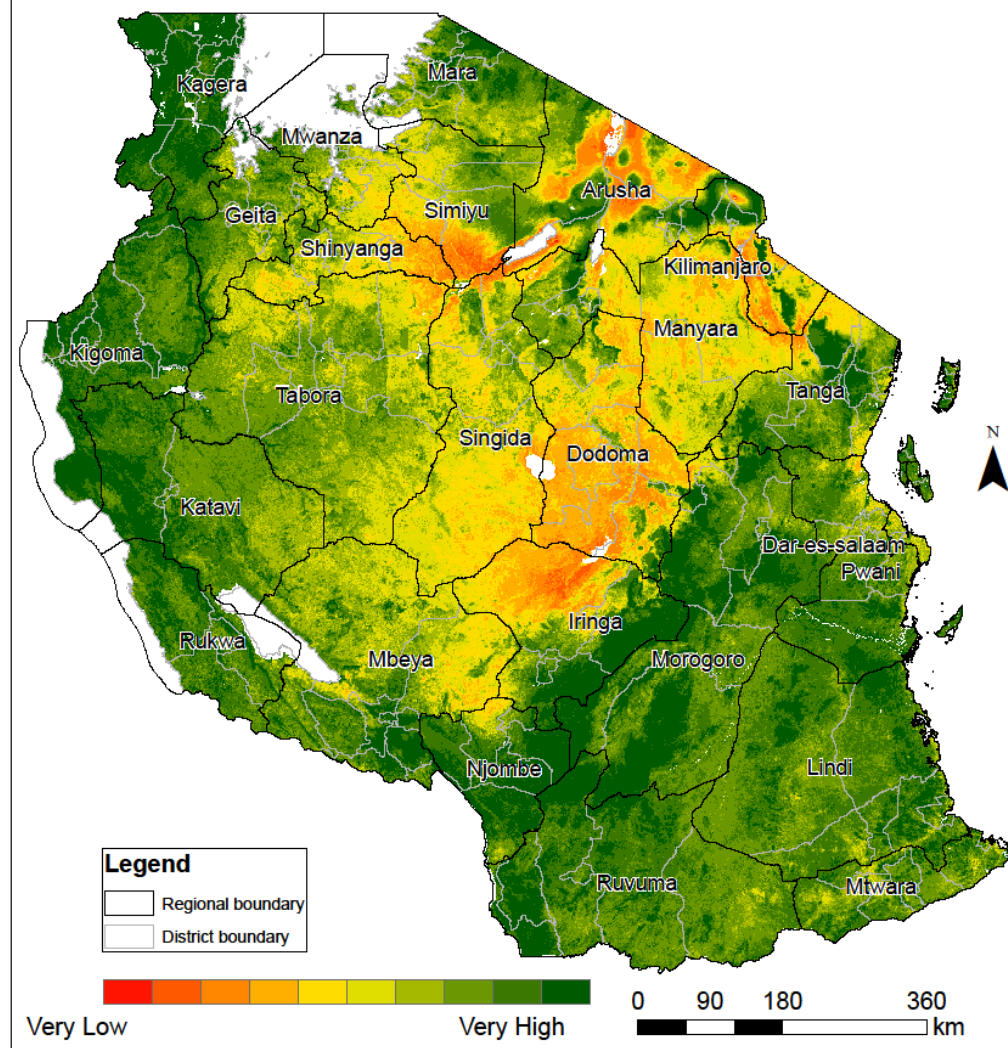 Kagera
Mara
Mwanza
Arusha
Geita
Simiyu
Shinyanga
Kilimanjaro
Manyara
Kigoma
Tabora
Tanga
Singida
Dodoma
N
Katavi
Dar-es-salaam
Pwani
Iringa
Rukwa
Mbeya
Morogoro
Njombe
Lindi
Legend
Regional boundary
District boundary
Ruvuma
Mtwara
0 90 180 360
km
Very Low Very High